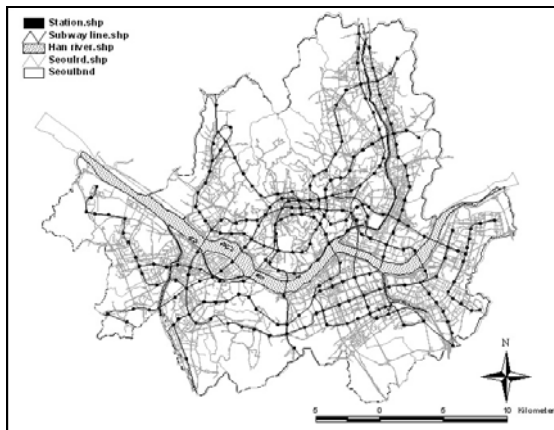 Station.shp
Subway line.shp
Han river.shp
Seoulrd.shp
Seoulbnd
N
5 0 5 10 Kilometer